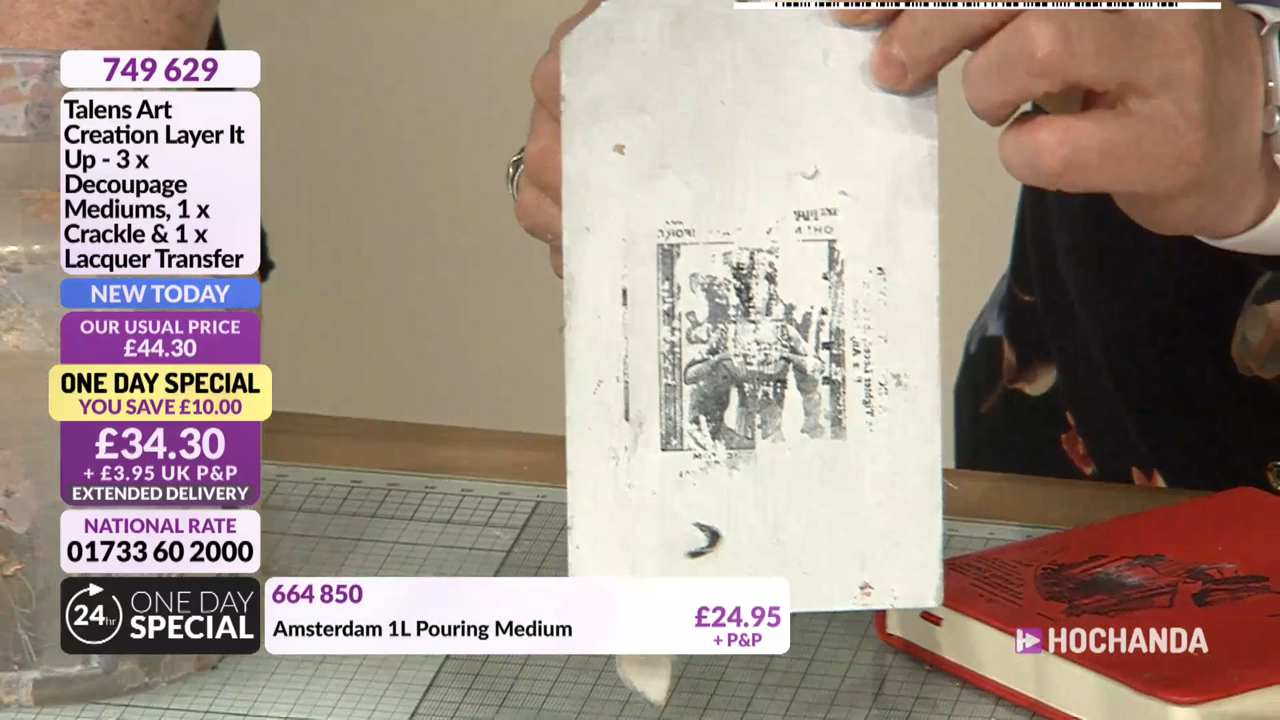 749 629
Talens Art
Creation Layer It
Up - 3 x
Decoupage
Mediums, 1 x
Crackle & 1 x
Lacquer Transfer
NEW TODAY
OUR USUAL PRICE
£44.30
ONE DAY SPECIAL
YOU SAVE £10.00
£34.30
+ £3.95 UK P&P
EXTENDED DELIVERY
NATIONAL RATE
01733 60 2000
24hr ONE DAY
SPECIAL
664 850
Amsterdam 1L Pouring Medium
£24.95
+ P&P
HOCHANDA